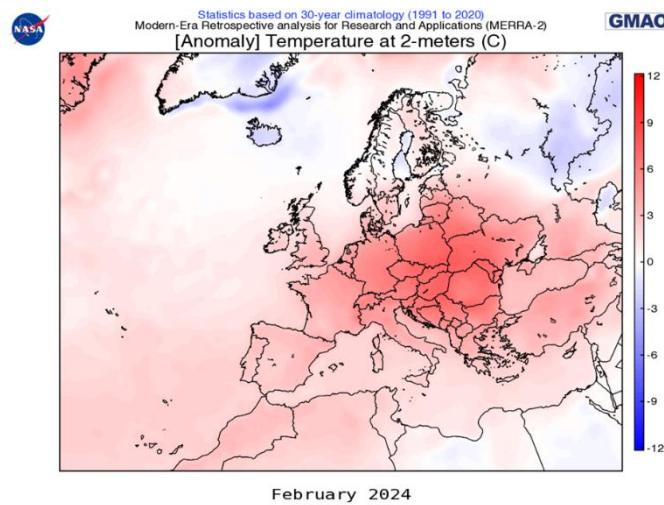 NASA
Statistics based on 30-year climatology (1991 to 2020)
Modern-Era Retrospective analysis for Research and Applications (MERRA-2)
GMAO
[Anomaly] Temperature at 2-meters (C)
12
9
6
3
0
-3
-6
-9
-12
February 2024